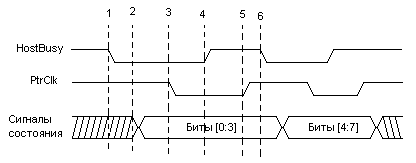 1 2 3 4 5 6
HostBusy
PtrClk
Сигналы
состояния
Биты [0:3] Биты [4:7]